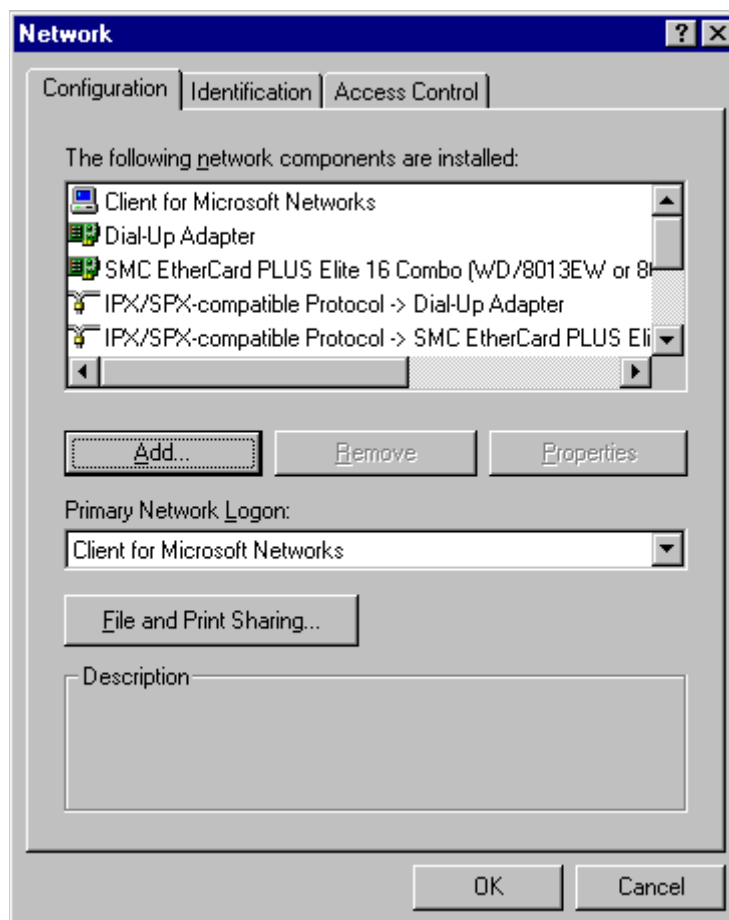 Network
Configuration Identification Access Control
The following network components are installed:
Client for Microsoft Networks
Dial-Up Adapter
SMC EtherCard PLUS Elite 16 Combo (WD/8013EW or 8
IPX/SPX-compatible Protocol -> Dial-Up Adapter
IPX/SPX-compatible Protocol -> SMC EtherCard PLUS Eli
Add... Remove Properties
Primary Network Logon:
Client for Microsoft Networks
File and Print Sharing...
Description
OK Cancel